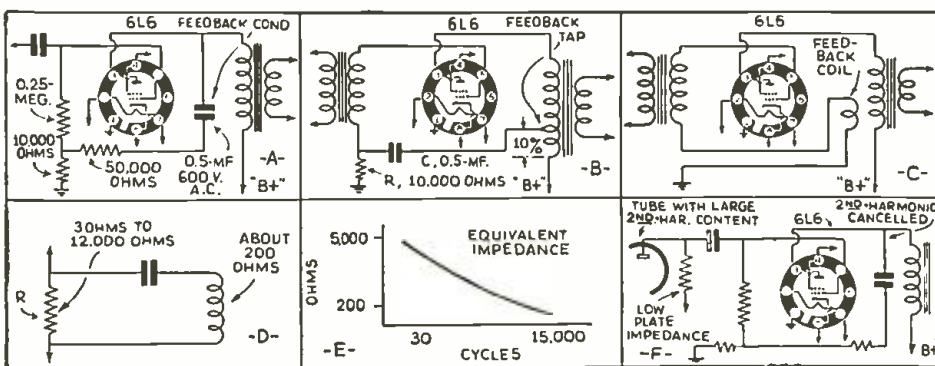 6L6
FEEDBACK COND
0.25-
MEG.
10,000
OHMS
50,000
OHMS
0.5-MF
600 V.
A.C.
"B+"
-A-
6L6
FEEDBACK
TAP
10%
C, 0.5-MF.
R, 10,000 OHMS
"B+"
-B-
6L6
FEED-
BACK
COIL
"B+"
-C-
30HMS TO
12,000 OHMS
R
ABOUT
200
OHMS
-D-
5,000
OHMS
200
EQUIVALENT
IMPEDANCE
30
15,000
CYCLES
-E-
TUBE WITH LARGE
2ND-HAR. CONTENT
2ND-HARMONIC
CANCELLED
6L6
LOW
PLATE
IMPEDANCE
-F-
B+